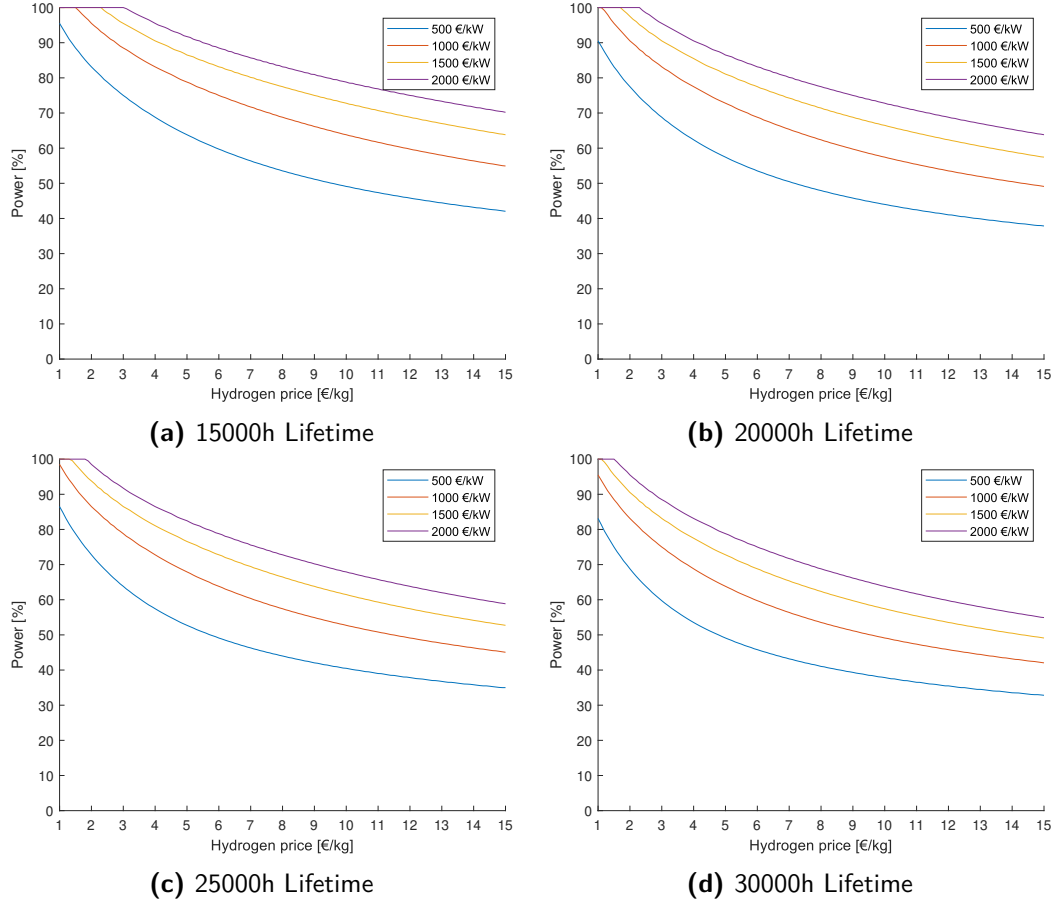 100
90
80
70
60
50
40
30
20
10
0
Power [%]
1 2 3 4 5 6 7 8 9 10 11 12 13 14 15
Hydrogen price [€/kg]
500 €/kW
1000 €/kW
1500 €/kW
2000 €/kW
(a) 15000h Lifetime
100
90
80
70
60
50
40
30
20
10
0
Power [%]
1 2 3 4 5 6 7 8 9 10 11 12 13 14 15
Hydrogen price [€/kg]
500 €/kW
1000 €/kW
1500 €/kW
2000 €/kW
(b) 20000h Lifetime
100
90
80
70
60
50
40
30
20
10
0
Power [%]
1 2 3 4 5 6 7 8 9 10 11 12 13 14 15
Hydrogen price [€/kg]
500 €/kW
1000 €/kW
1500 €/kW
2000 €/kW
(c) 25000h Lifetime
100
90
80
70
60
50
40
30
20
10
0
Power [%]
1 2 3 4 5 6 7 8 9 10 11 12 13 14 15
Hydrogen price [€/kg]
500 €/kW
1000 €/kW
1500 €/kW
2000 €/kW
(d) 30000h Lifetime